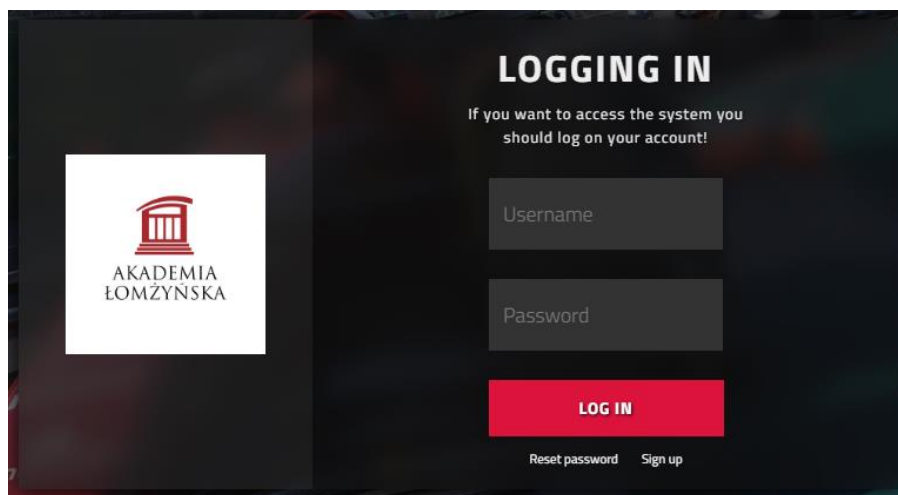 AKADEMIA
ŁOMŻYŃSKA
LOGGING IN
If you want to access the system you
should log on your account!
Username
Password
LOG IN
Reset password Sign up